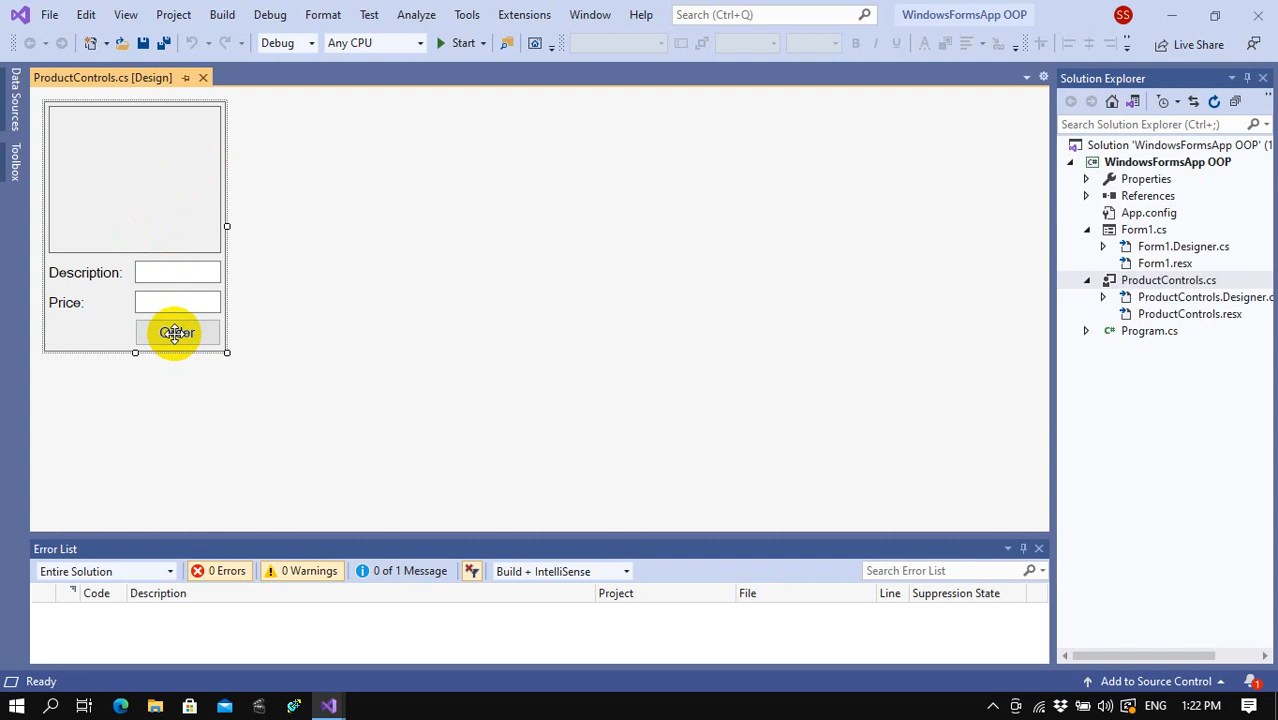 File Edit View Project Build Debug Format Test Analyze Tools Extensions Window Help Search (Ctrl+Q) WindowsFormsApp OOP SS
Debug Any CPU Start Live Share
ProductControls.cs [Design]
Solution Explorer
Data Sources
Toolbox
Search Solution Explorer (Ctrl+;)
Solution 'WindowsFormsApp OOP' (1
WindowsFormsApp OOP
Properties
References
App.config
Form1.cs
Form1.Designer.cs
Form1.resx
ProductControls.cs
ProductControls.Designer.c
ProductControls.resx
Program.cs
Description:
Price:
Error List
Entire Solution 0 Errors 0 Warnings 0 of 1 Message Build + IntelliSense Search Error List
Code Description Project File Line Suppression State
Ready Add to Source Control 1
ENG 1:22 PM